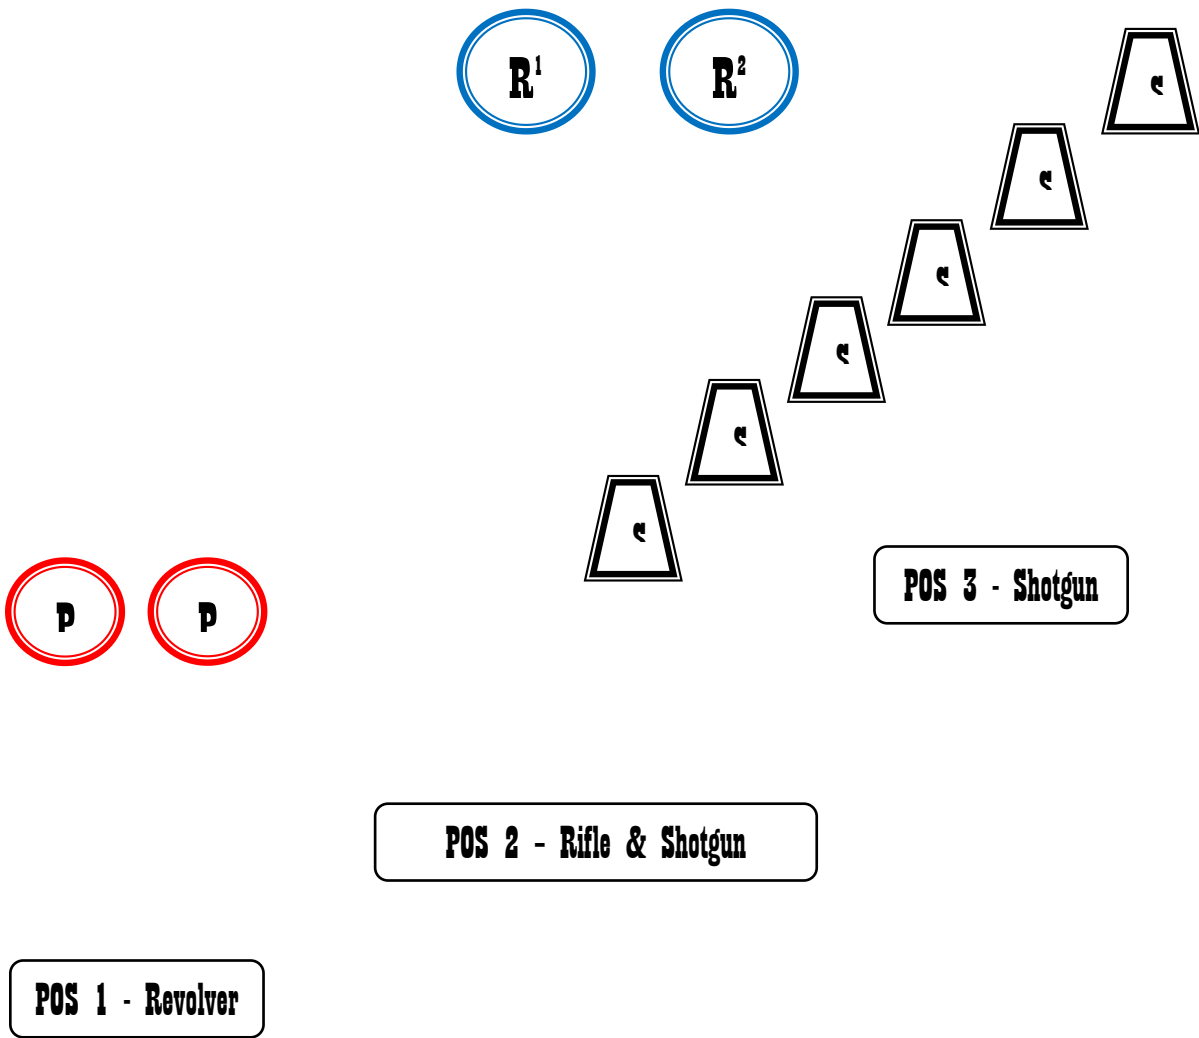 R¹ R²
S
S
S
S
S
S
POS 3 - Shotgun
P P
POS 2 – Rifle & Shotgun
POS 1 - Revolver